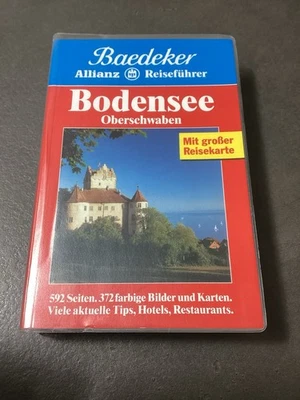 Baedeker
Allianz Reiseführer
Bodensee
Oberschwaben
Mit großer
Reisekarte
592 Seiten. 372 farbige Bilder und Karten.
Viele aktuelle Tips, Hotels, Restaurants.